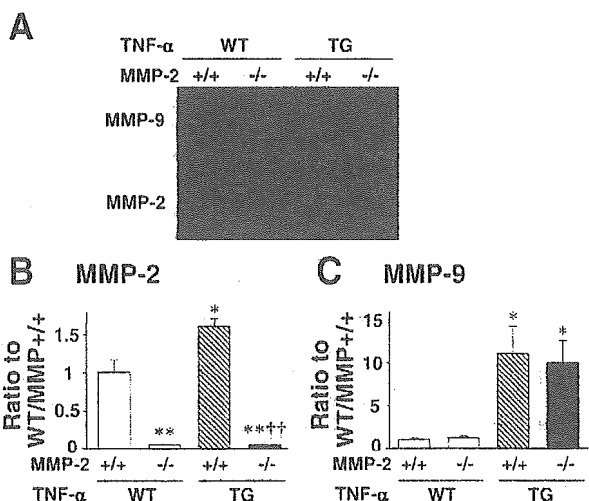 A
TNF-α WT TG
MMP-2 +/+ -/- +/+ -/-
MMP-9
MMP-2
B MMP-2
Ratio to
WT/MMP+/+
1.5
1
0.5
0
*
**
**††
MMP-2 +/+ -/- +/+ -/-
TNF-α WT TG
C MMP-9
Ratio to
WT/MMP+/+
15
10
5
0
*
*
MMP-2 +/+ -/- +/+ -/-
TNF-α WT TG